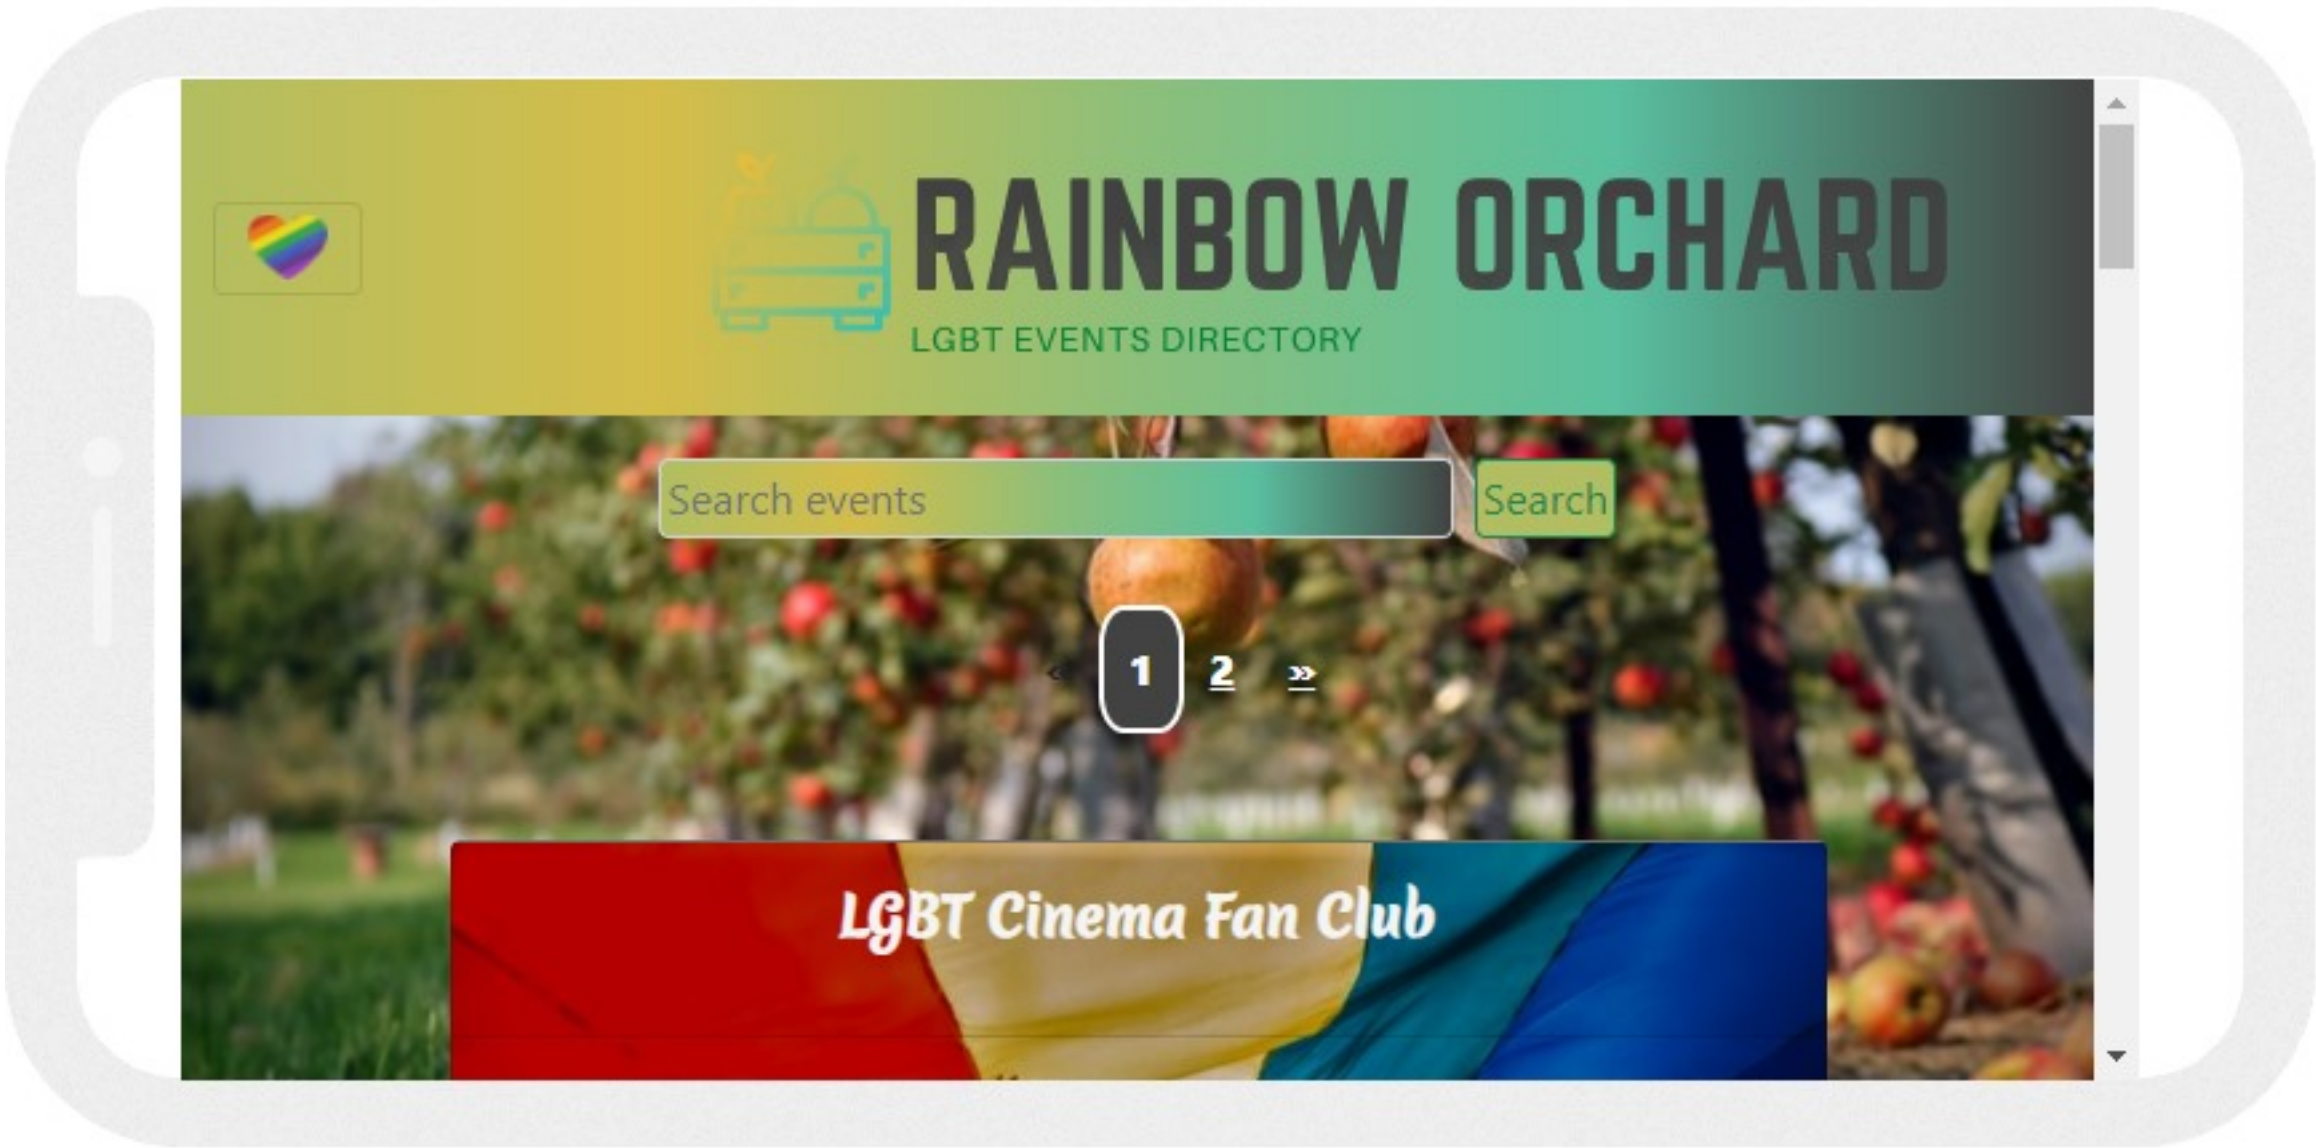 RAINBOW ORCHARD
LGBT EVENTS DIRECTORY
Search events
Search
« 1 2 »
LGBT Cinema Fan Club